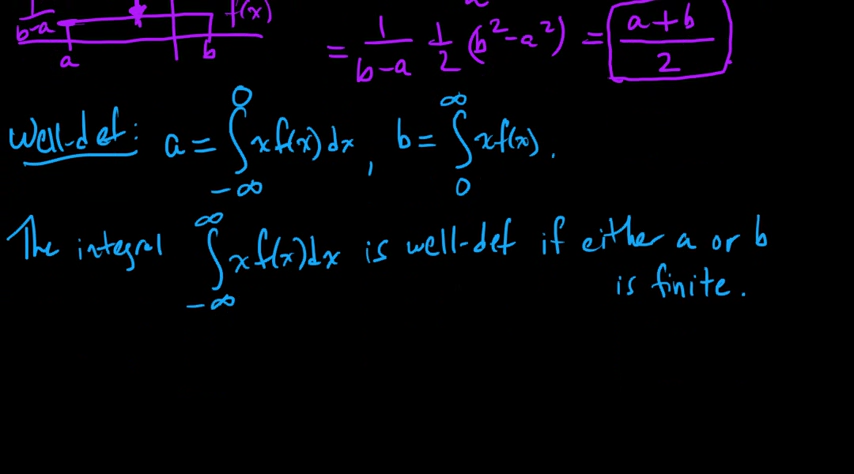 1/(b-a) f(x)
a b
= 1/(b-a) 1/2 (b²-a²) = (a+b)/2
Well-def: a = ∫_{-∞}^{0} x f(x) dx, b = ∫_{0}^{∞} x f(x).
The integral ∫_{-∞}^{∞} x f(x) dx is well-def if either a or b
is finite.